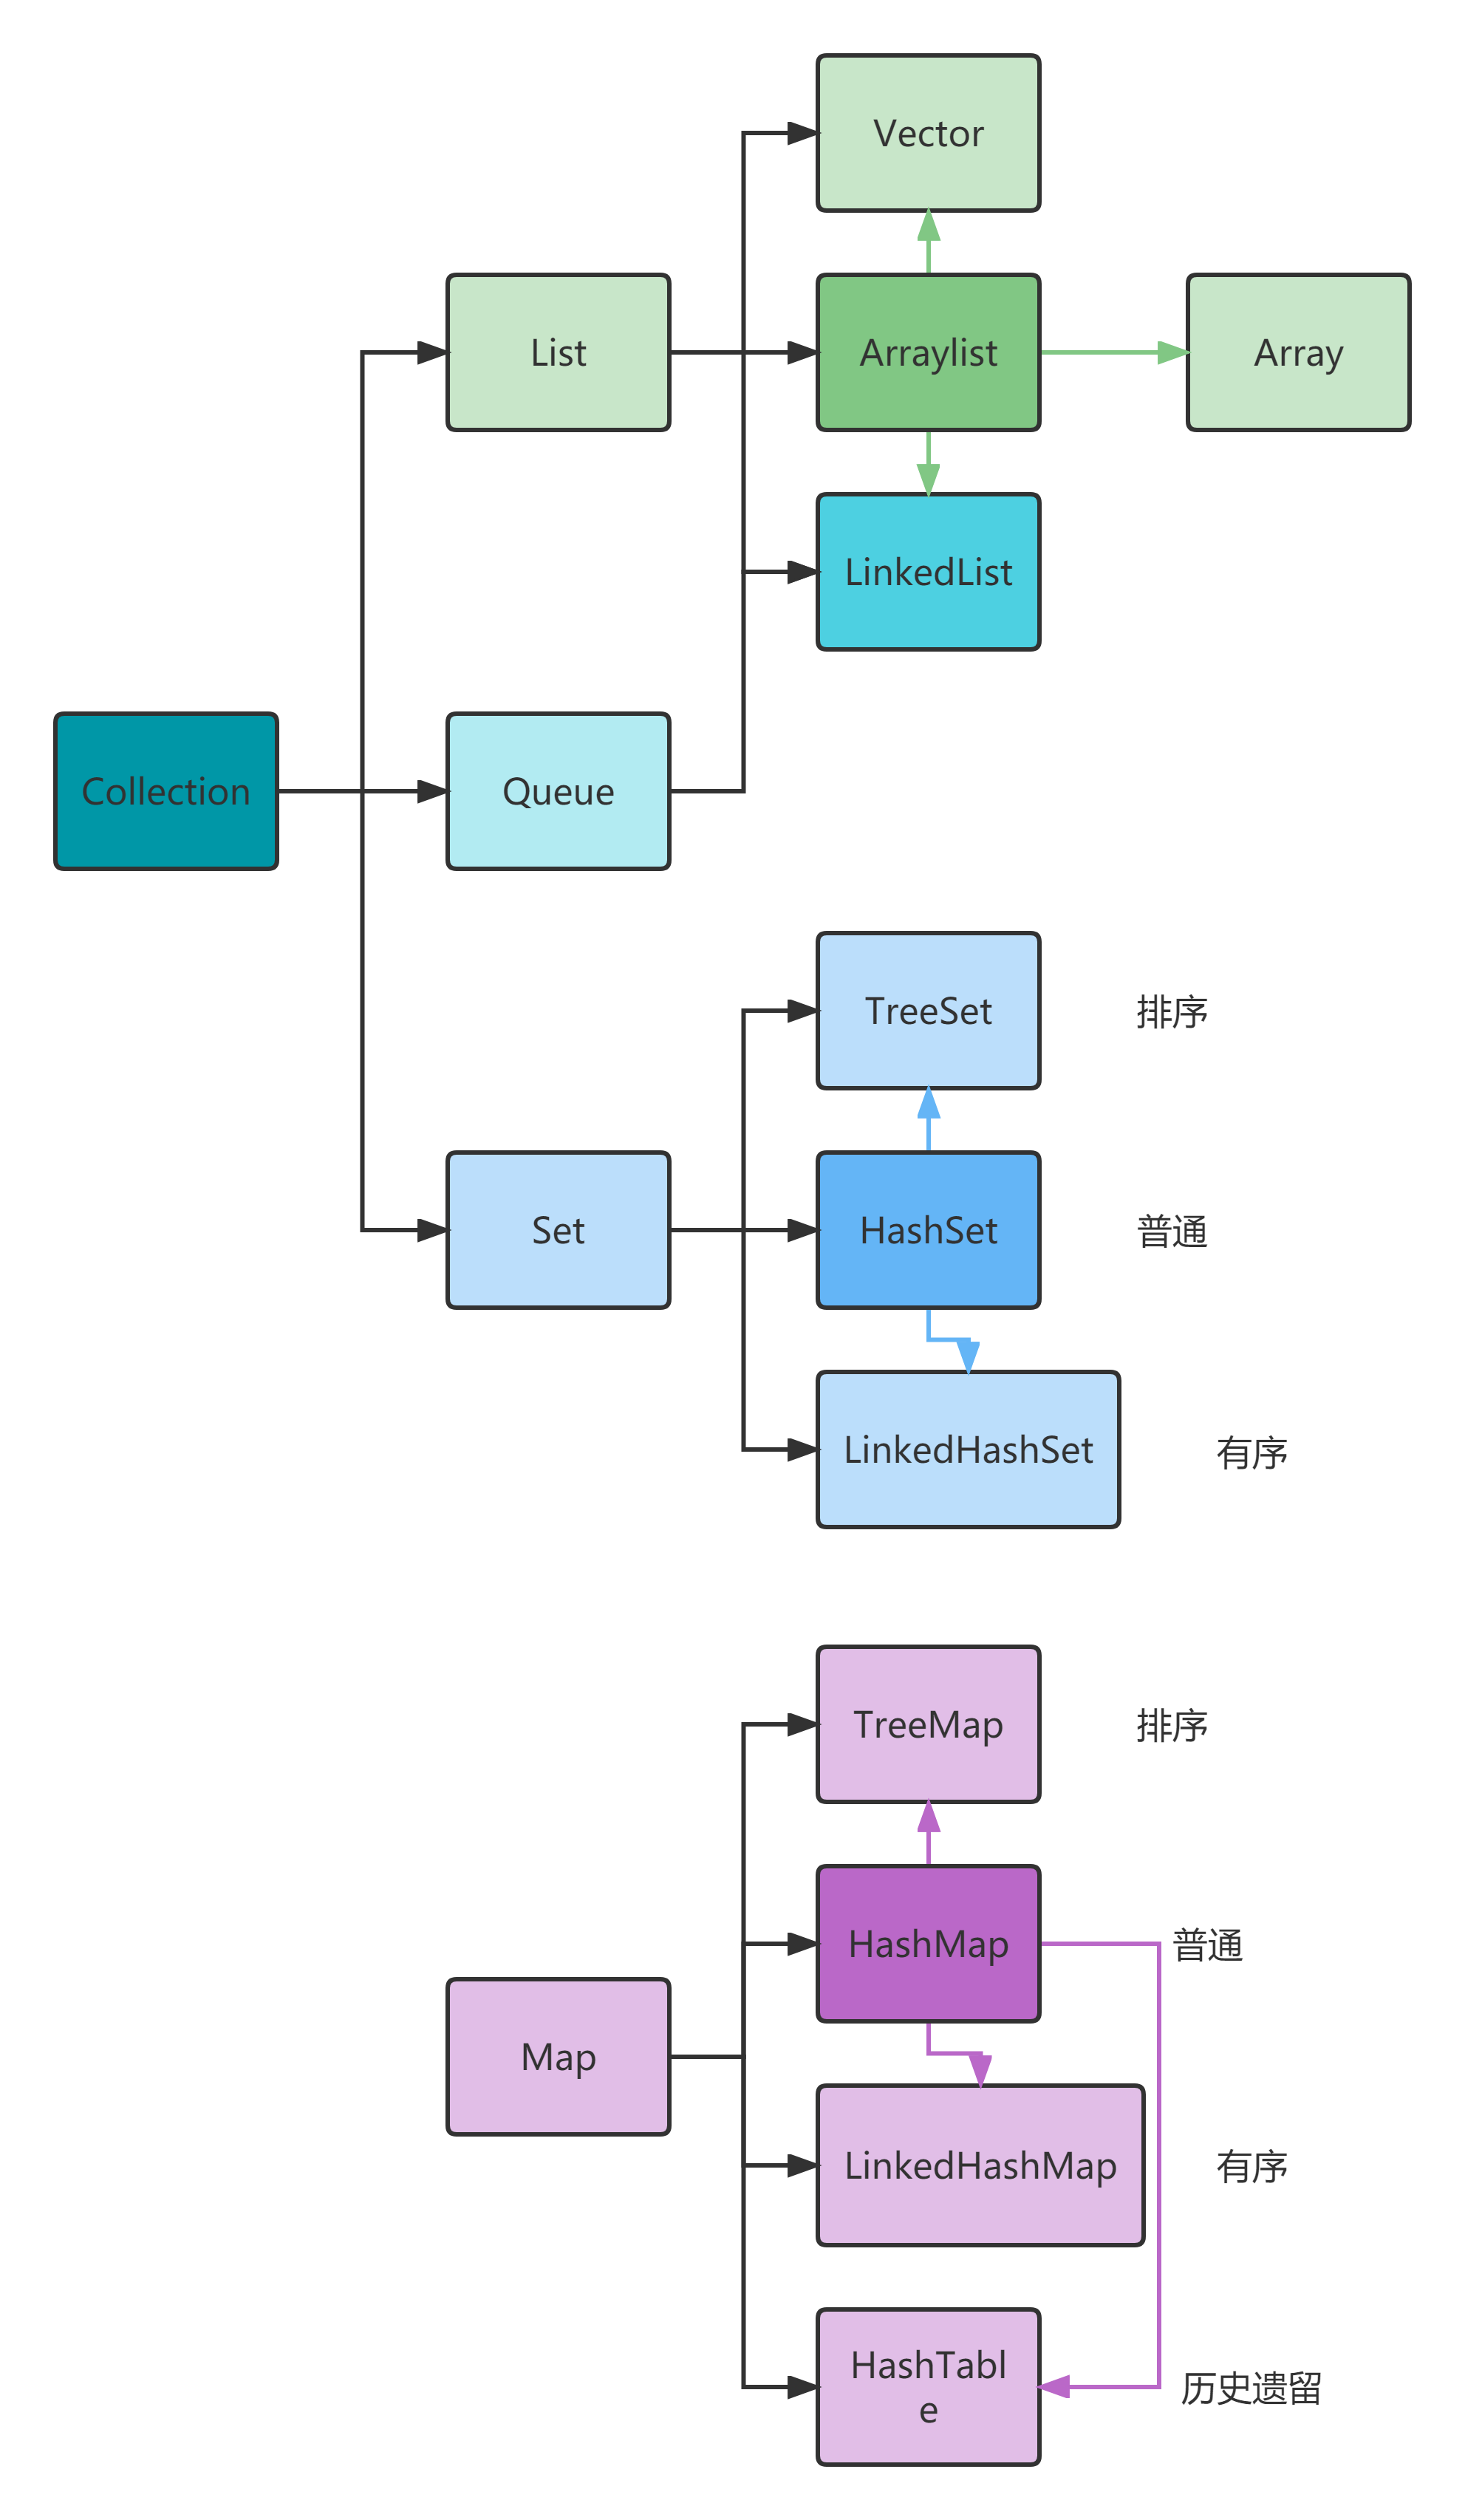 Vector
List
Arraylist
Array
LinkedList
Collection
Queue
TreeSet
排序
Set
HashSet
普通
LinkedHashSet
有序
TreeMap
排序
HashMap
普通
Map
LinkedHashMap
有序
HashTabl
e
历史遗留